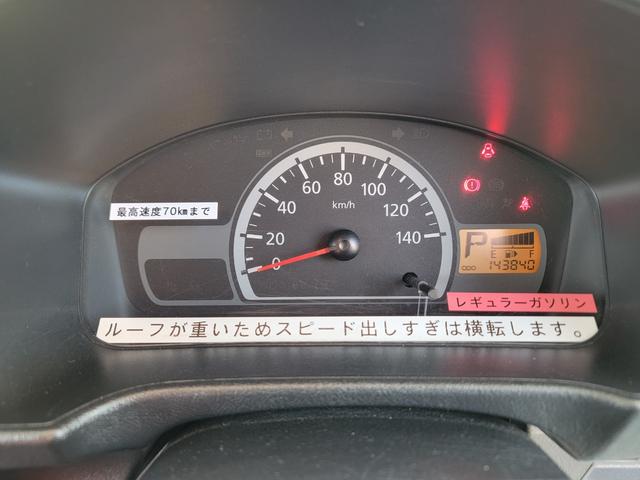 80
60
100
40
km/h
120
20
140
0
最高速度70kmまで
P
E
F
143840
レギュラーガソリン
ルーフが重いためスピード出しすぎは横転します。